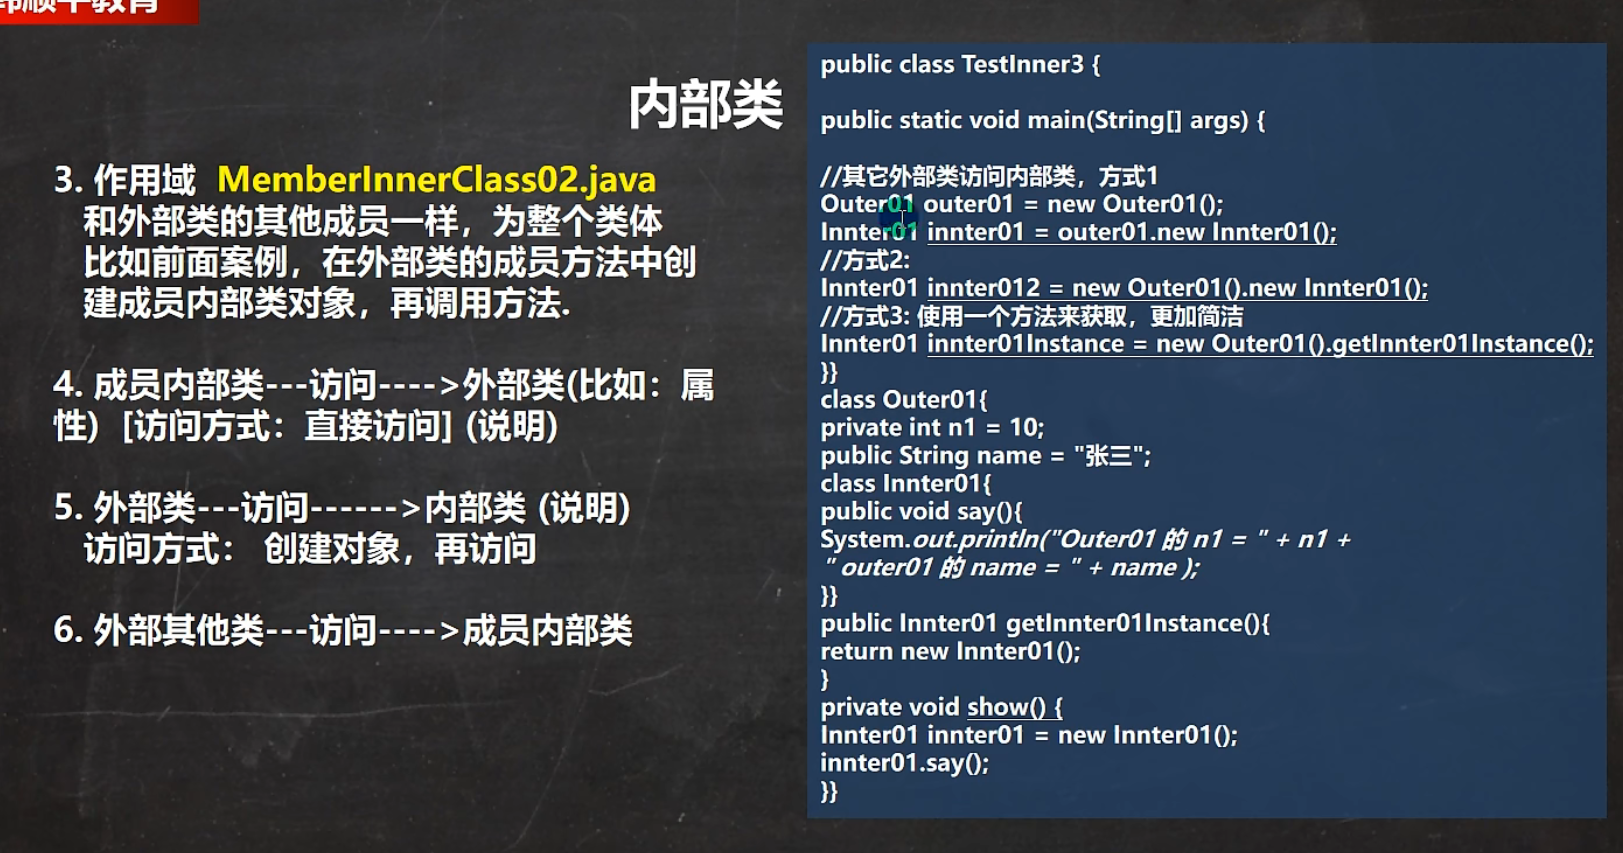 韩顺平教育
内部类
3. 作用域 MemberInnerClass02.java
和外部类的其他成员一样，为整个类体
比如前面案例，在外部类的成员方法中创
建成员内部类对象，再调用方法.
4. 成员内部类---访问---->外部类(比如：属
性) [访问方式：直接访问] (说明)
5. 外部类---访问------>内部类 (说明)
访问方式： 创建对象，再访问
6. 外部其他类---访问---->成员内部类
public class TestInner3 {
public static void main(String[] args) {
//其它外部类访问内部类，方式1
Outer01 outer01 = new Outer01();
Innter01 innter01 = outer01.new Innter01();
//方式2:
Innter01 innter012 = new Outer01().new Innter01();
//方式3: 使用一个方法来获取，更加简洁
Innter01 innter01Instance = new Outer01().getInnter01Instance();
}}
class Outer01{
private int n1 = 10;
public String name = "张三";
class Innter01{
public void say(){
System.out.println("Outer01 的 n1 = " + n1 +
" outer01 的 name = " + name );
}}
public Innter01 getInnter01Instance(){
return new Innter01();
}
private void show() {
Innter01 innter01 = new Innter01();
innter01.say();
}}